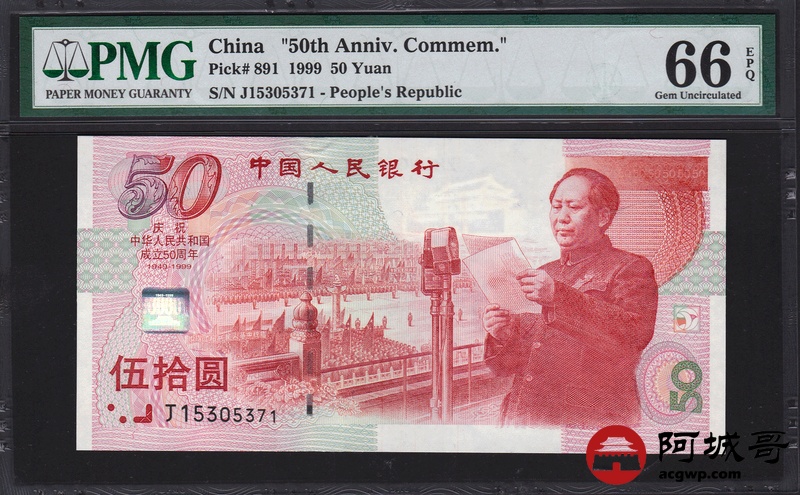 PMG
PAPER MONEY GUARANTY
China "50th Anniv. Commem."
Pick# 891 1999 50 Yuan
S/N J15305371 - People's Republic
66
EPQ
Gem Uncirculated
50
中国人民银行
庆祝
中华人民共和国
成立50周年
1949-1999
伍拾圆
J15305371
50
阿城哥
acgwp.com